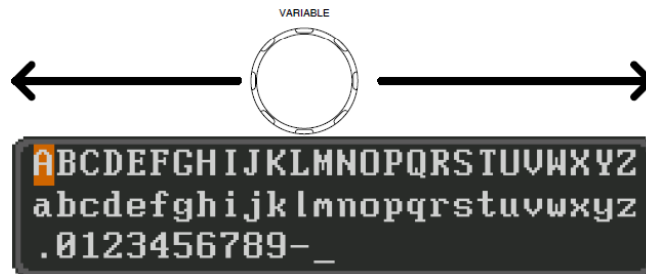 VARIABLE
ABCDEFGHIJKLMNOPQRSTUVWXYZ
abcdefghijklmnopqrstuvwxyz
.0123456789-_